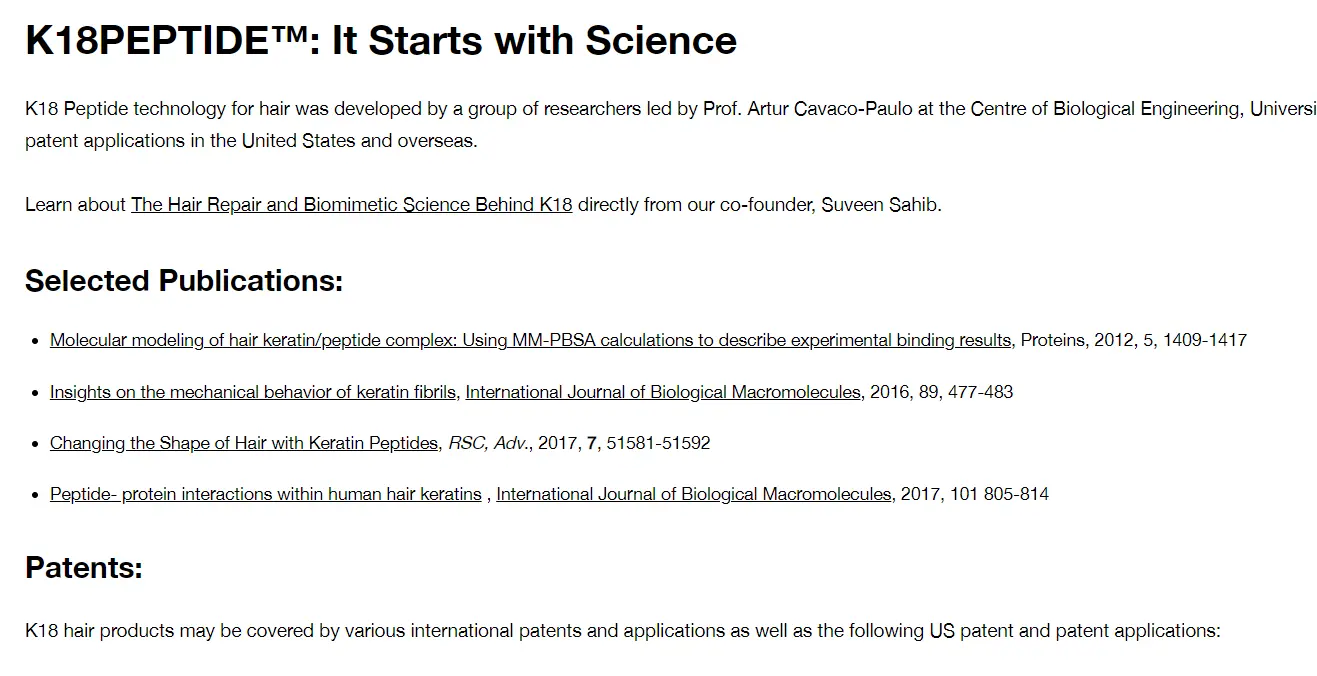 K18PEPTIDE™: It Starts with Science
K18 Peptide technology for hair was developed by a group of researchers led by Prof. Artur Cavaco-Paulo at the Centre of Biological Engineering, Universi
patent applications in the United States and overseas.
Learn about The Hair Repair and Biomimetic Science Behind K18 directly from our co-founder, Suveen Sahib.
Selected Publications:
• Molecular modeling of hair keratin/peptide complex: Using MM-PBSA calculations to describe experimental binding results, Proteins, 2012, 5, 1409-1417
• Insights on the mechanical behavior of keratin fibrils, International Journal of Biological Macromolecules, 2016, 89, 477-483
• Changing the Shape of Hair with Keratin Peptides, RSC, Adv., 2017, 7, 51581-51592
• Peptide- protein interactions within human hair keratins , International Journal of Biological Macromolecules, 2017, 101 805-814
Patents:
K18 hair products may be covered by various international patents and applications as well as the following US patent and patent applications: